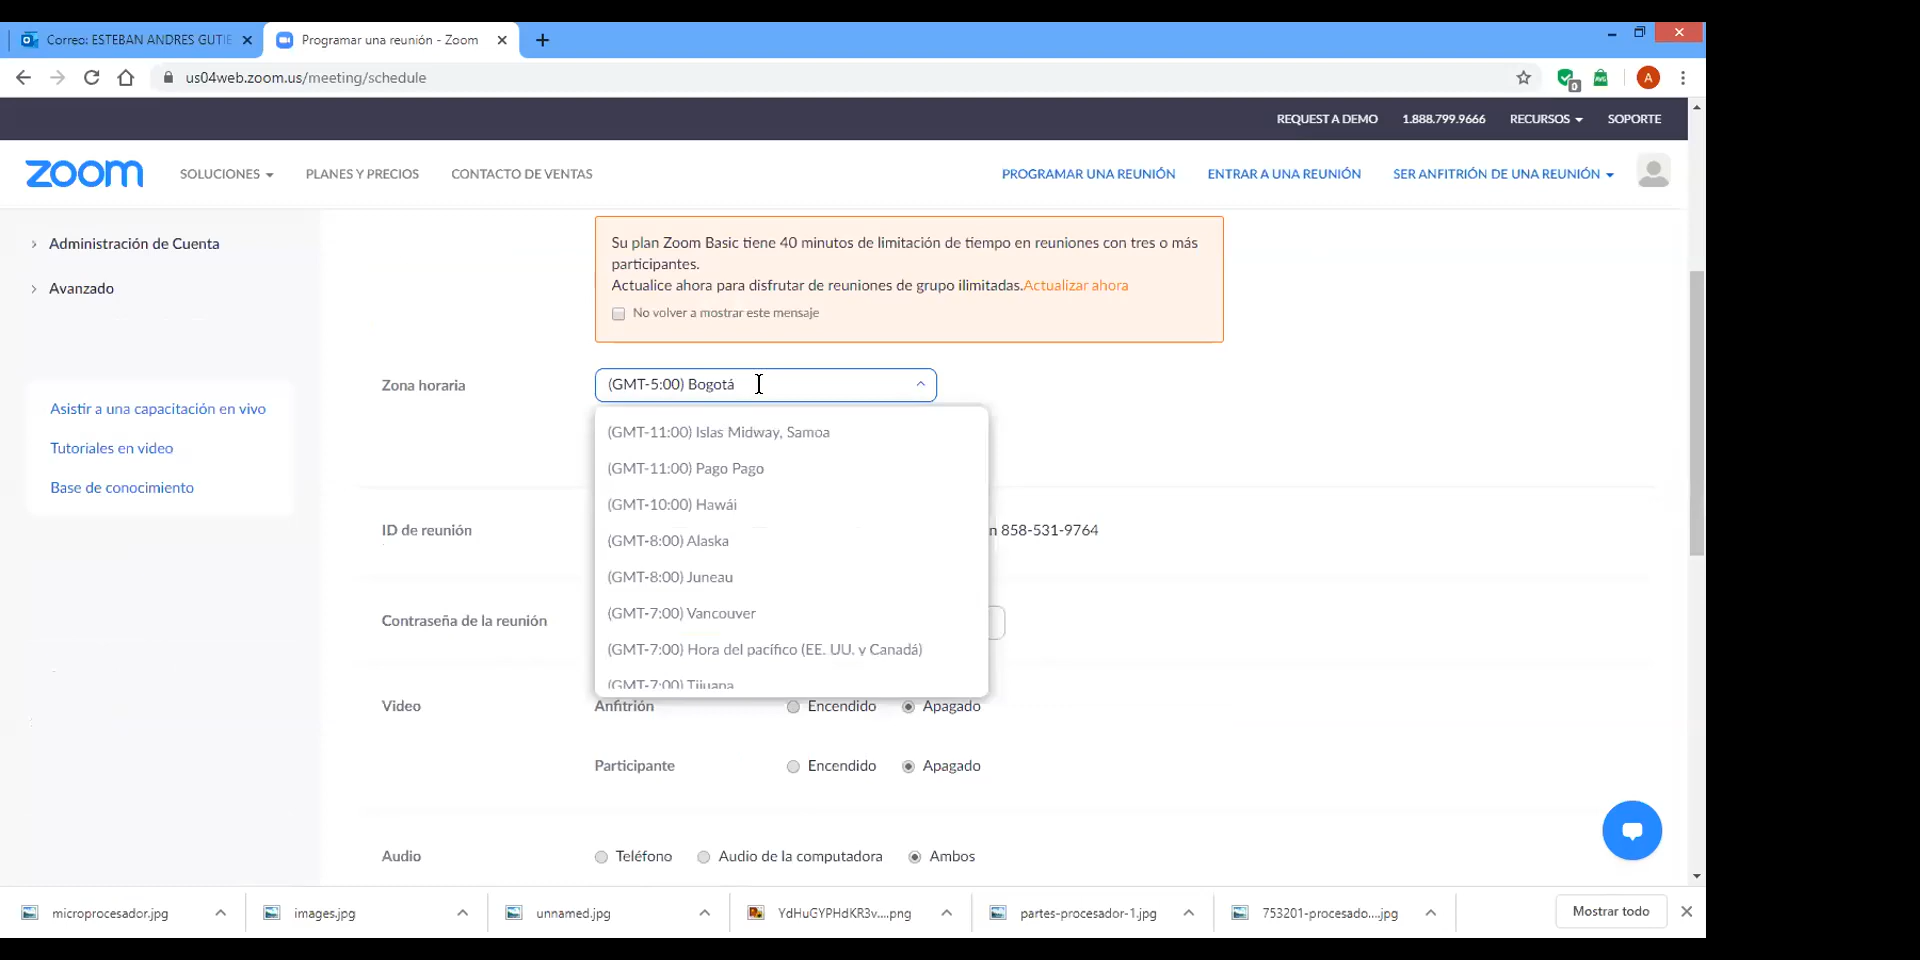 Correo: ESTEBAN ANDRES GUTIE
Programar una reunión - Zoom
us04web.zoom.us/meeting/schedule
0
A
REQUEST A DEMO
1.888.799.9666
RECURSOS
SOPORTE
zoom
SOLUCIONES
PLANES Y PRECIOS
CONTACTO DE VENTAS
PROGRAMAR UNA REUNIÓN
ENTRAR A UNA REUNIÓN
SER ANFITRIÓN DE UNA REUNIÓN
Administración de Cuenta
Avanzado
Asistir a una capacitación en vivo
Tutoriales en video
Base de conocimiento
Su plan Zoom Basic tiene 40 minutos de limitación de tiempo en reuniones con tres o más
participantes.
Actualice ahora para disfrutar de reuniones de grupo ilimitadas.Actualizar ahora
No volver a mostrar este mensaje
Zona horaria
(GMT-5:00) Bogotá
(GMT-11:00) Islas Midway, Samoa
(GMT-11:00) Pago Pago
(GMT-10:00) Hawái
(GMT-8:00) Alaska
(GMT-8:00) Juneau
(GMT-7:00) Vancouver
(GMT-7:00) Hora del pacífico (EE. UU. y Canadá)
(GMT-7:00) Tijuana
ID de reunión
n 858-531-9764
Contraseña de la reunión
Video
Anfitrión
Encendido
Apagado
Participante
Encendido
Apagado
Audio
Teléfono
Audio de la computadora
Ambos
microprocesador.jpg
images.jpg
unnamed.jpg
YdHuGYPHdKR3v....png
partes-procesador-1.jpg
753201-procesado....jpg
Mostrar todo